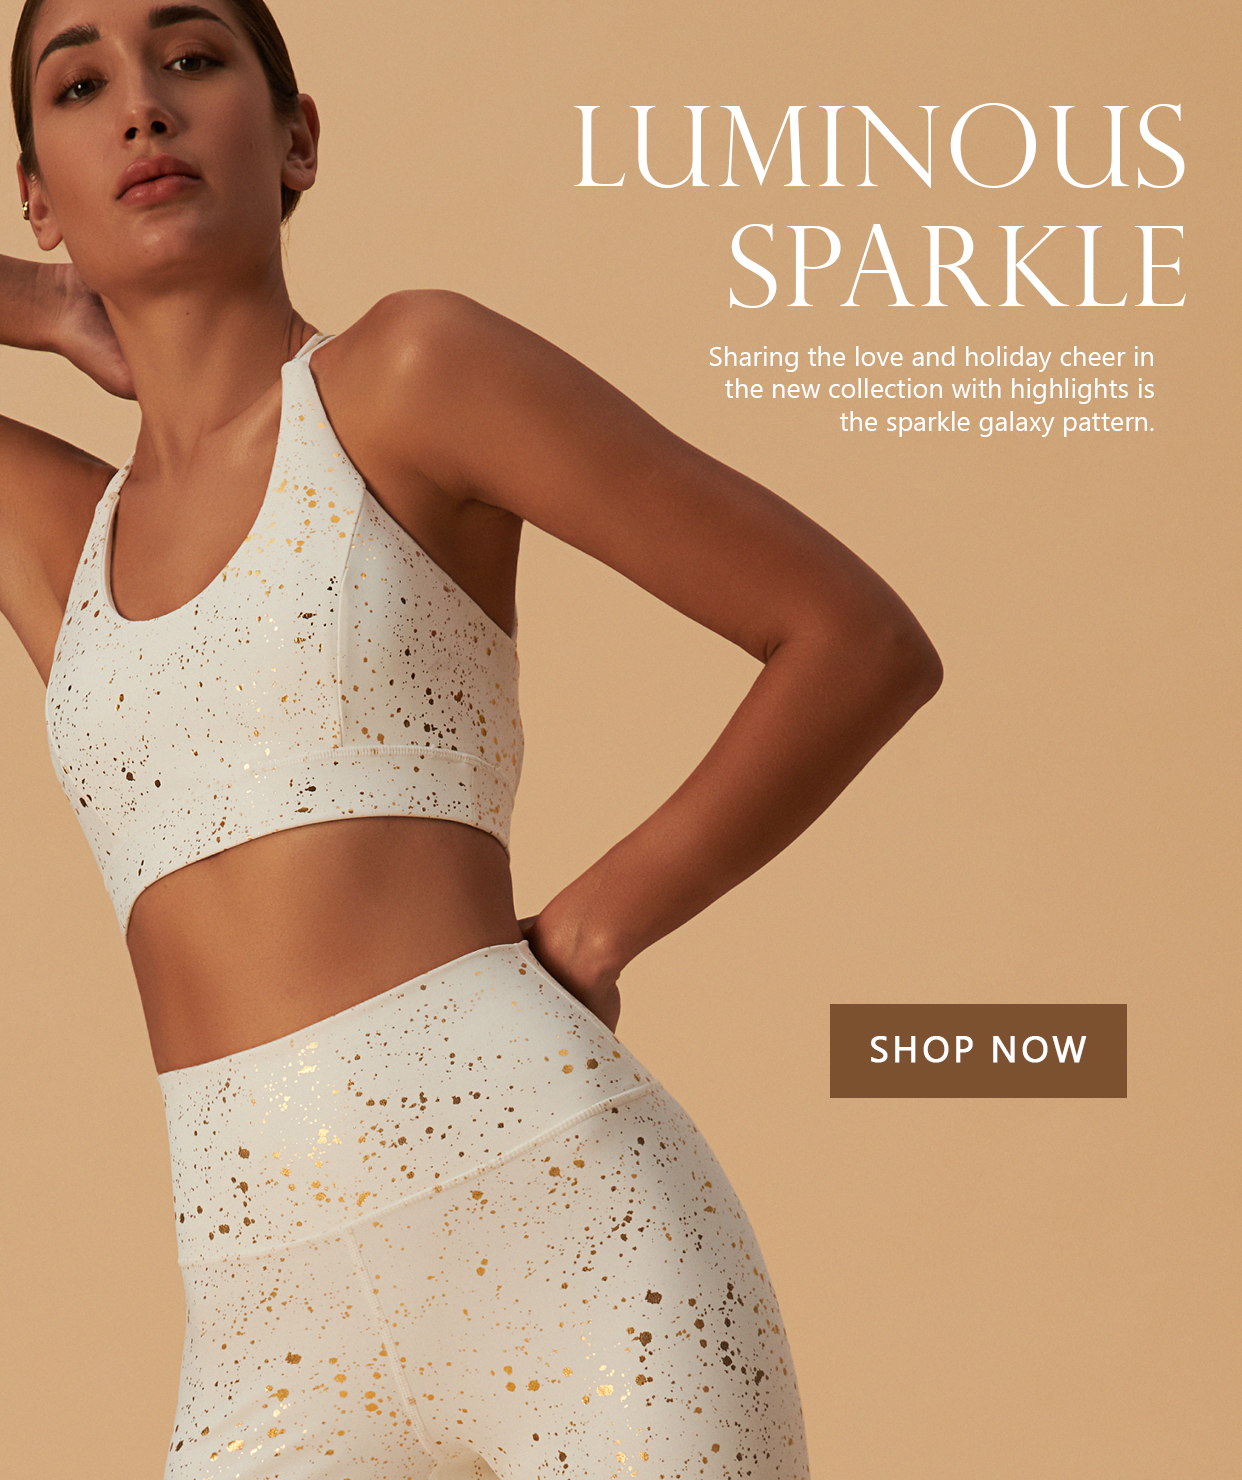 LUMINOUS
SPARKLE
Sharing the love and holiday cheer in
the new collection with highlights is
the sparkle galaxy pattern.
SHOP NOW